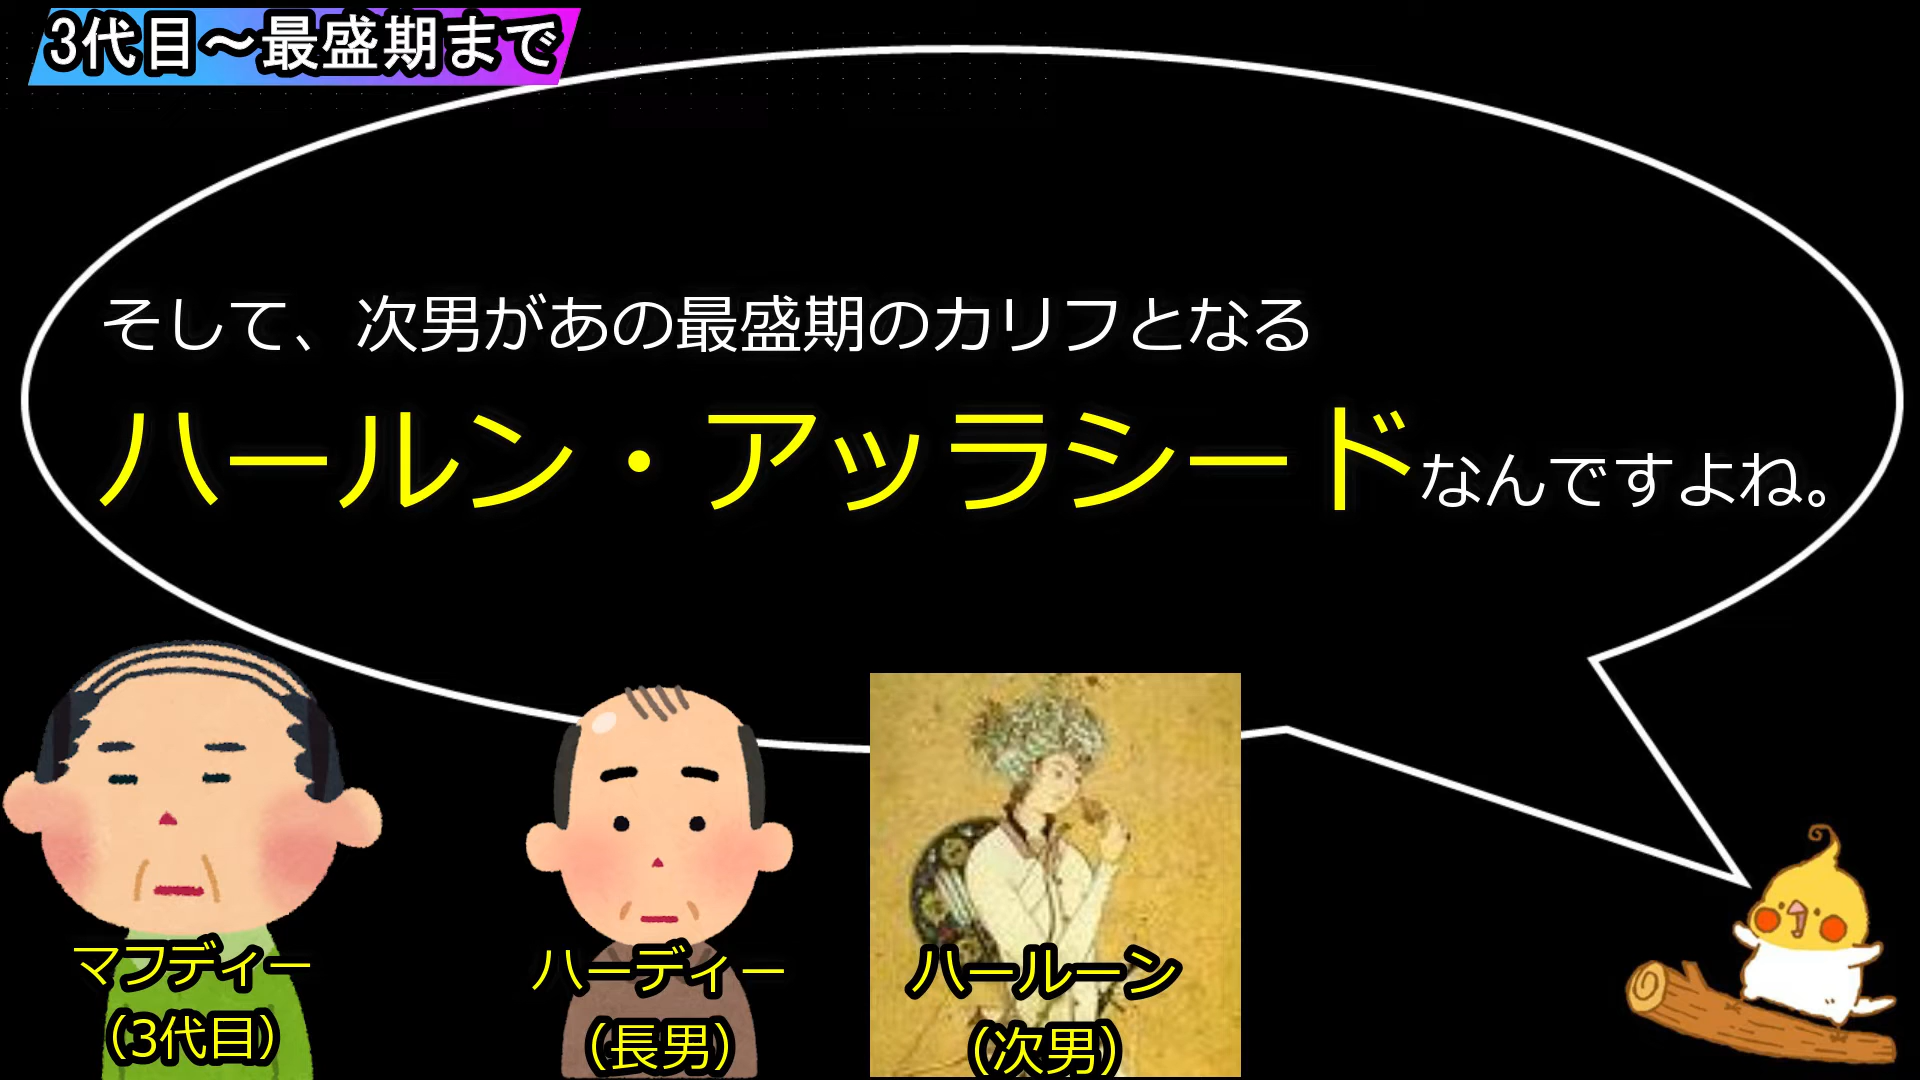 3代目～最盛期まで
そして、次男があの最盛期のカリフとなる
ハールン・アッラシードなんですよね。
マフディー
（3代目）
ハーディー
（長男）
ハールーン
（次男）